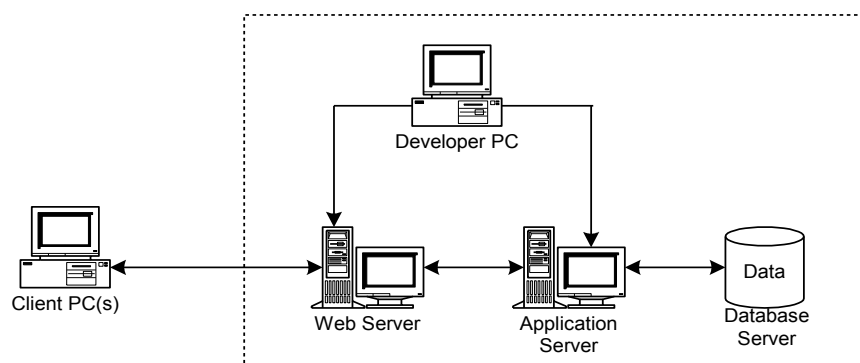 Developer PC
Client PC(s)
Web Server
Application
Server
Data
Database
Server